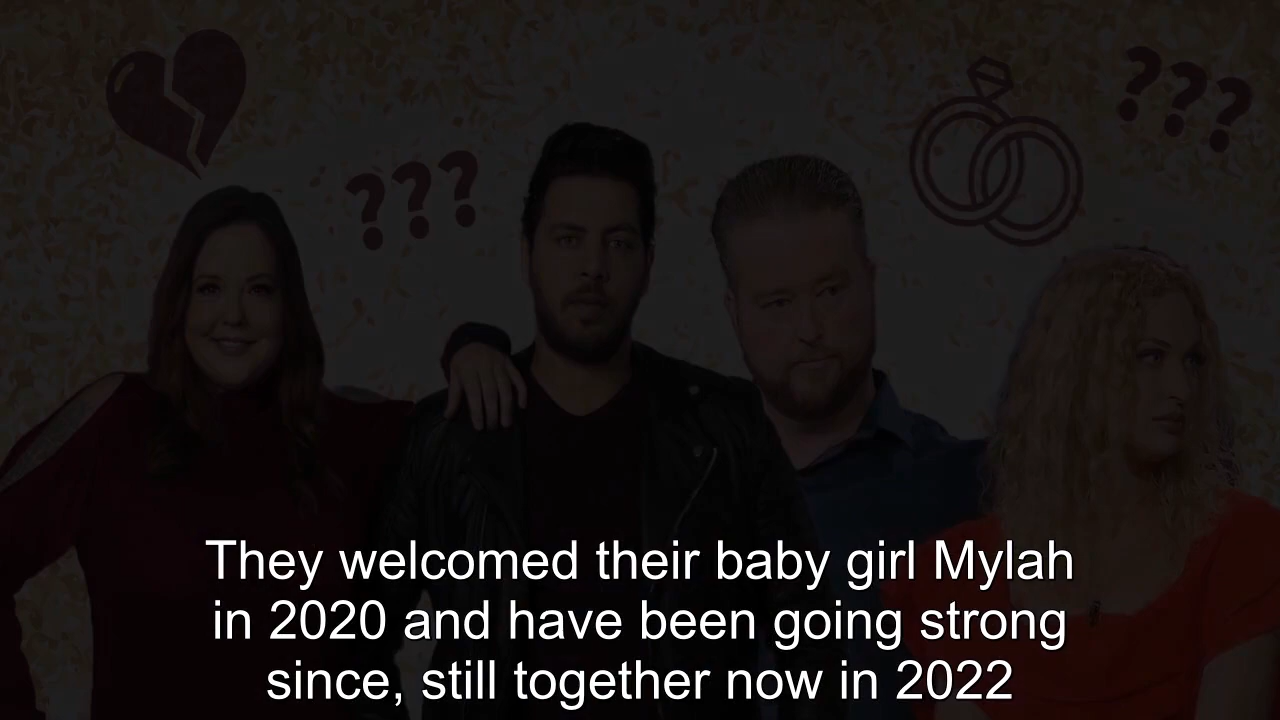 ???
???
They welcomed their baby girl Mylah
in 2020 and have been going strong
since, still together now in 2022